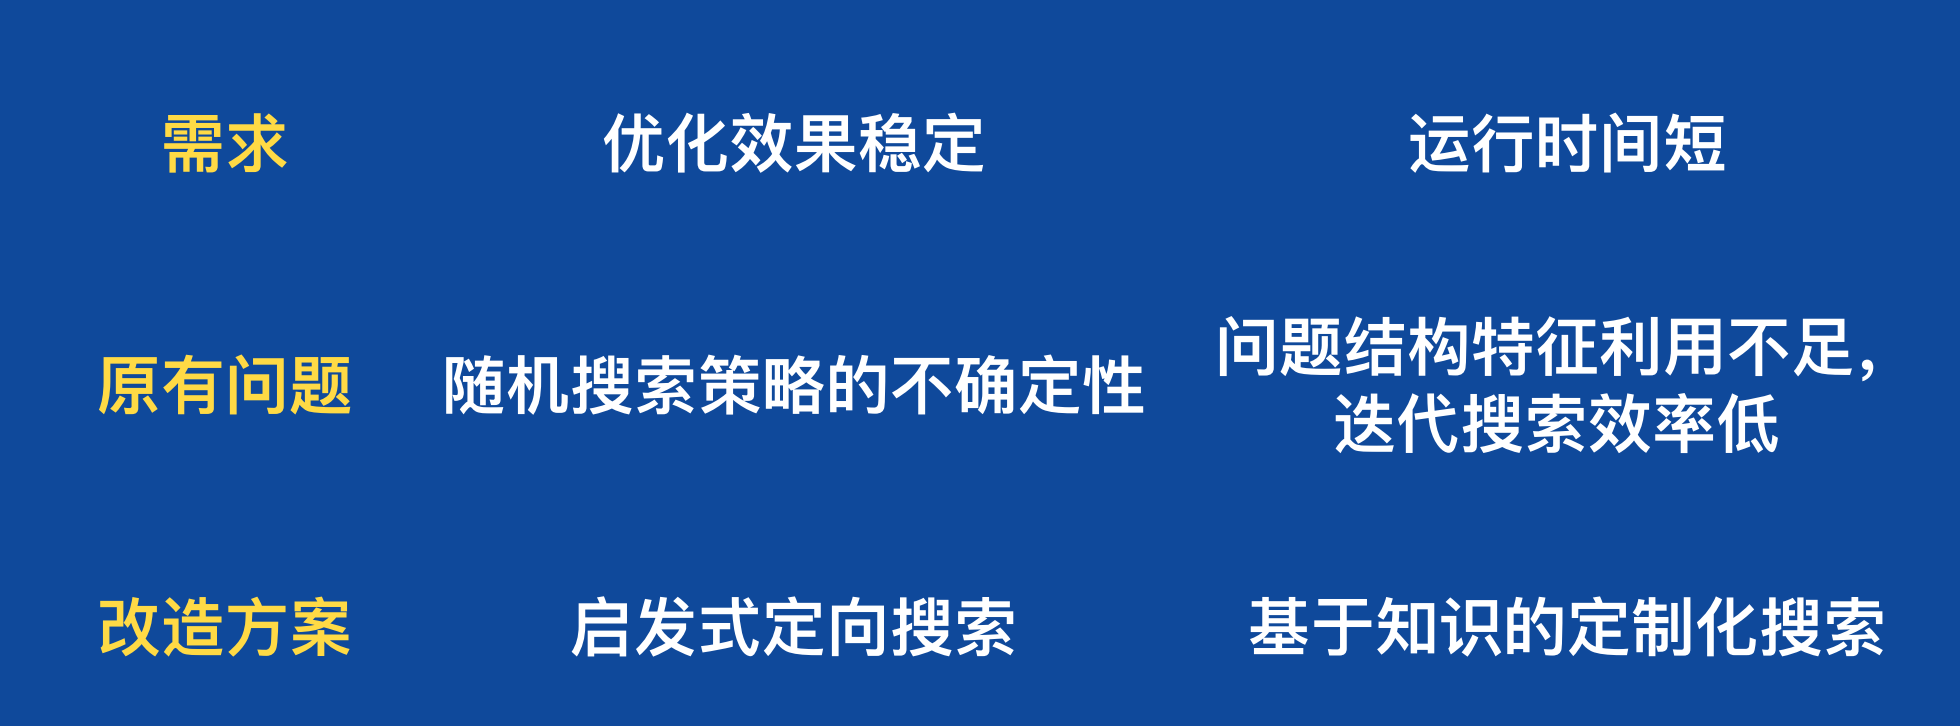 需求
优化效果稳定
运行时间短
原有问题
随机搜索策略的不确定性
问题结构特征利用不足，
迭代搜索效率低
改造方案
启发式定向搜索
基于知识的定制化搜索